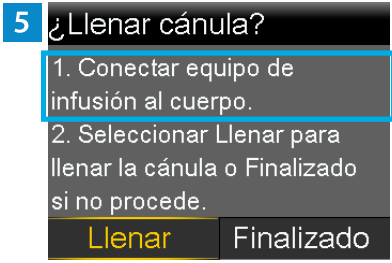 5
¿Llenar cánula?
1. Conectar equipo de
infusión al cuerpo.
2. Seleccionar Llenar para
llenar la cánula o Finalizado
si no procede.
Llenar Finalizado